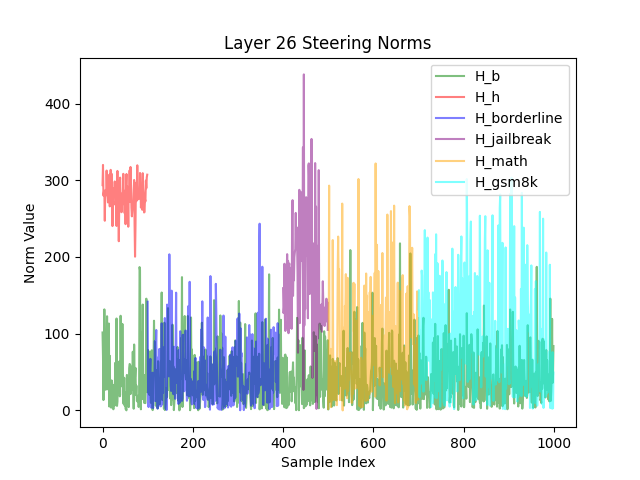 Layer 26 Steering Norms
Norm Value
400
300
200
100
0
H_b
H_h
H_borderline
H_jailbreak
H_math
H_gsm8k
0
200
400
600
800
1000
Sample Index